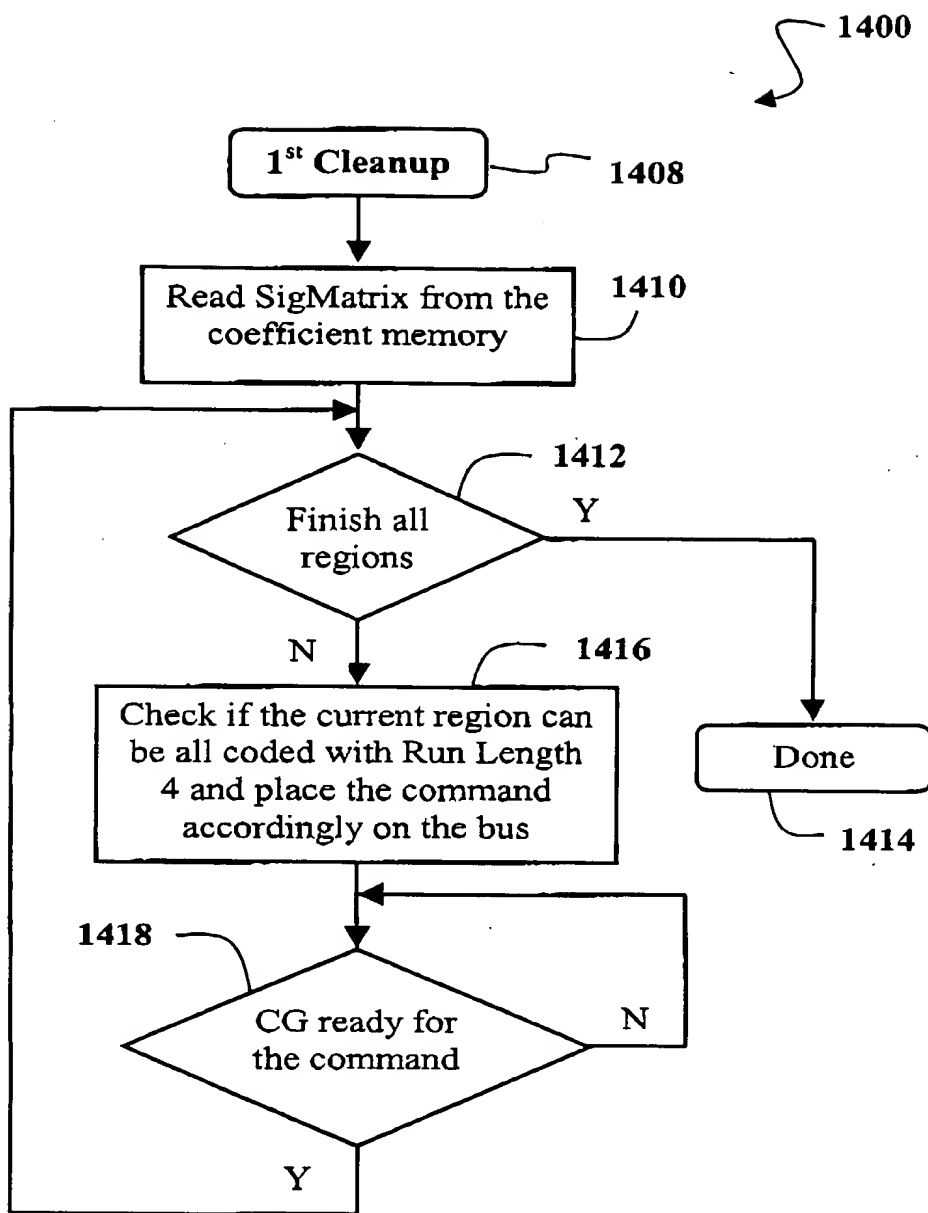 1400
1st Cleanup
1408
Read SigMatrix from the
coefficient memory
1410
1412
Finish all
regions
Y
N
1416
Check if the current region can
be all coded with Run Length
4 and place the command
accordingly on the bus
Done
1414
1418
CG ready for
the command
N
Y